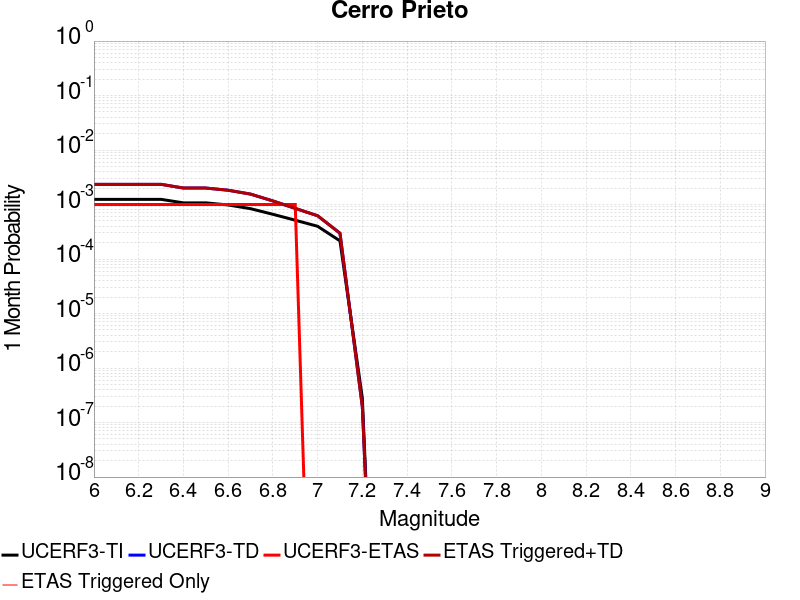 Cerro Prieto
10^0
10^-1
10^-2
10^-3
10^-4
10^-5
10^-6
10^-7
10^-8
1 Month Probability
6 6.2 6.4 6.6 6.8 7 7.2 7.4 7.6 7.8 8 8.2 8.4 8.6 8.8 9
Magnitude
UCERF3-TI UCERF3-TD UCERF3-ETAS ETAS Triggered+TD
ETAS Triggered Only